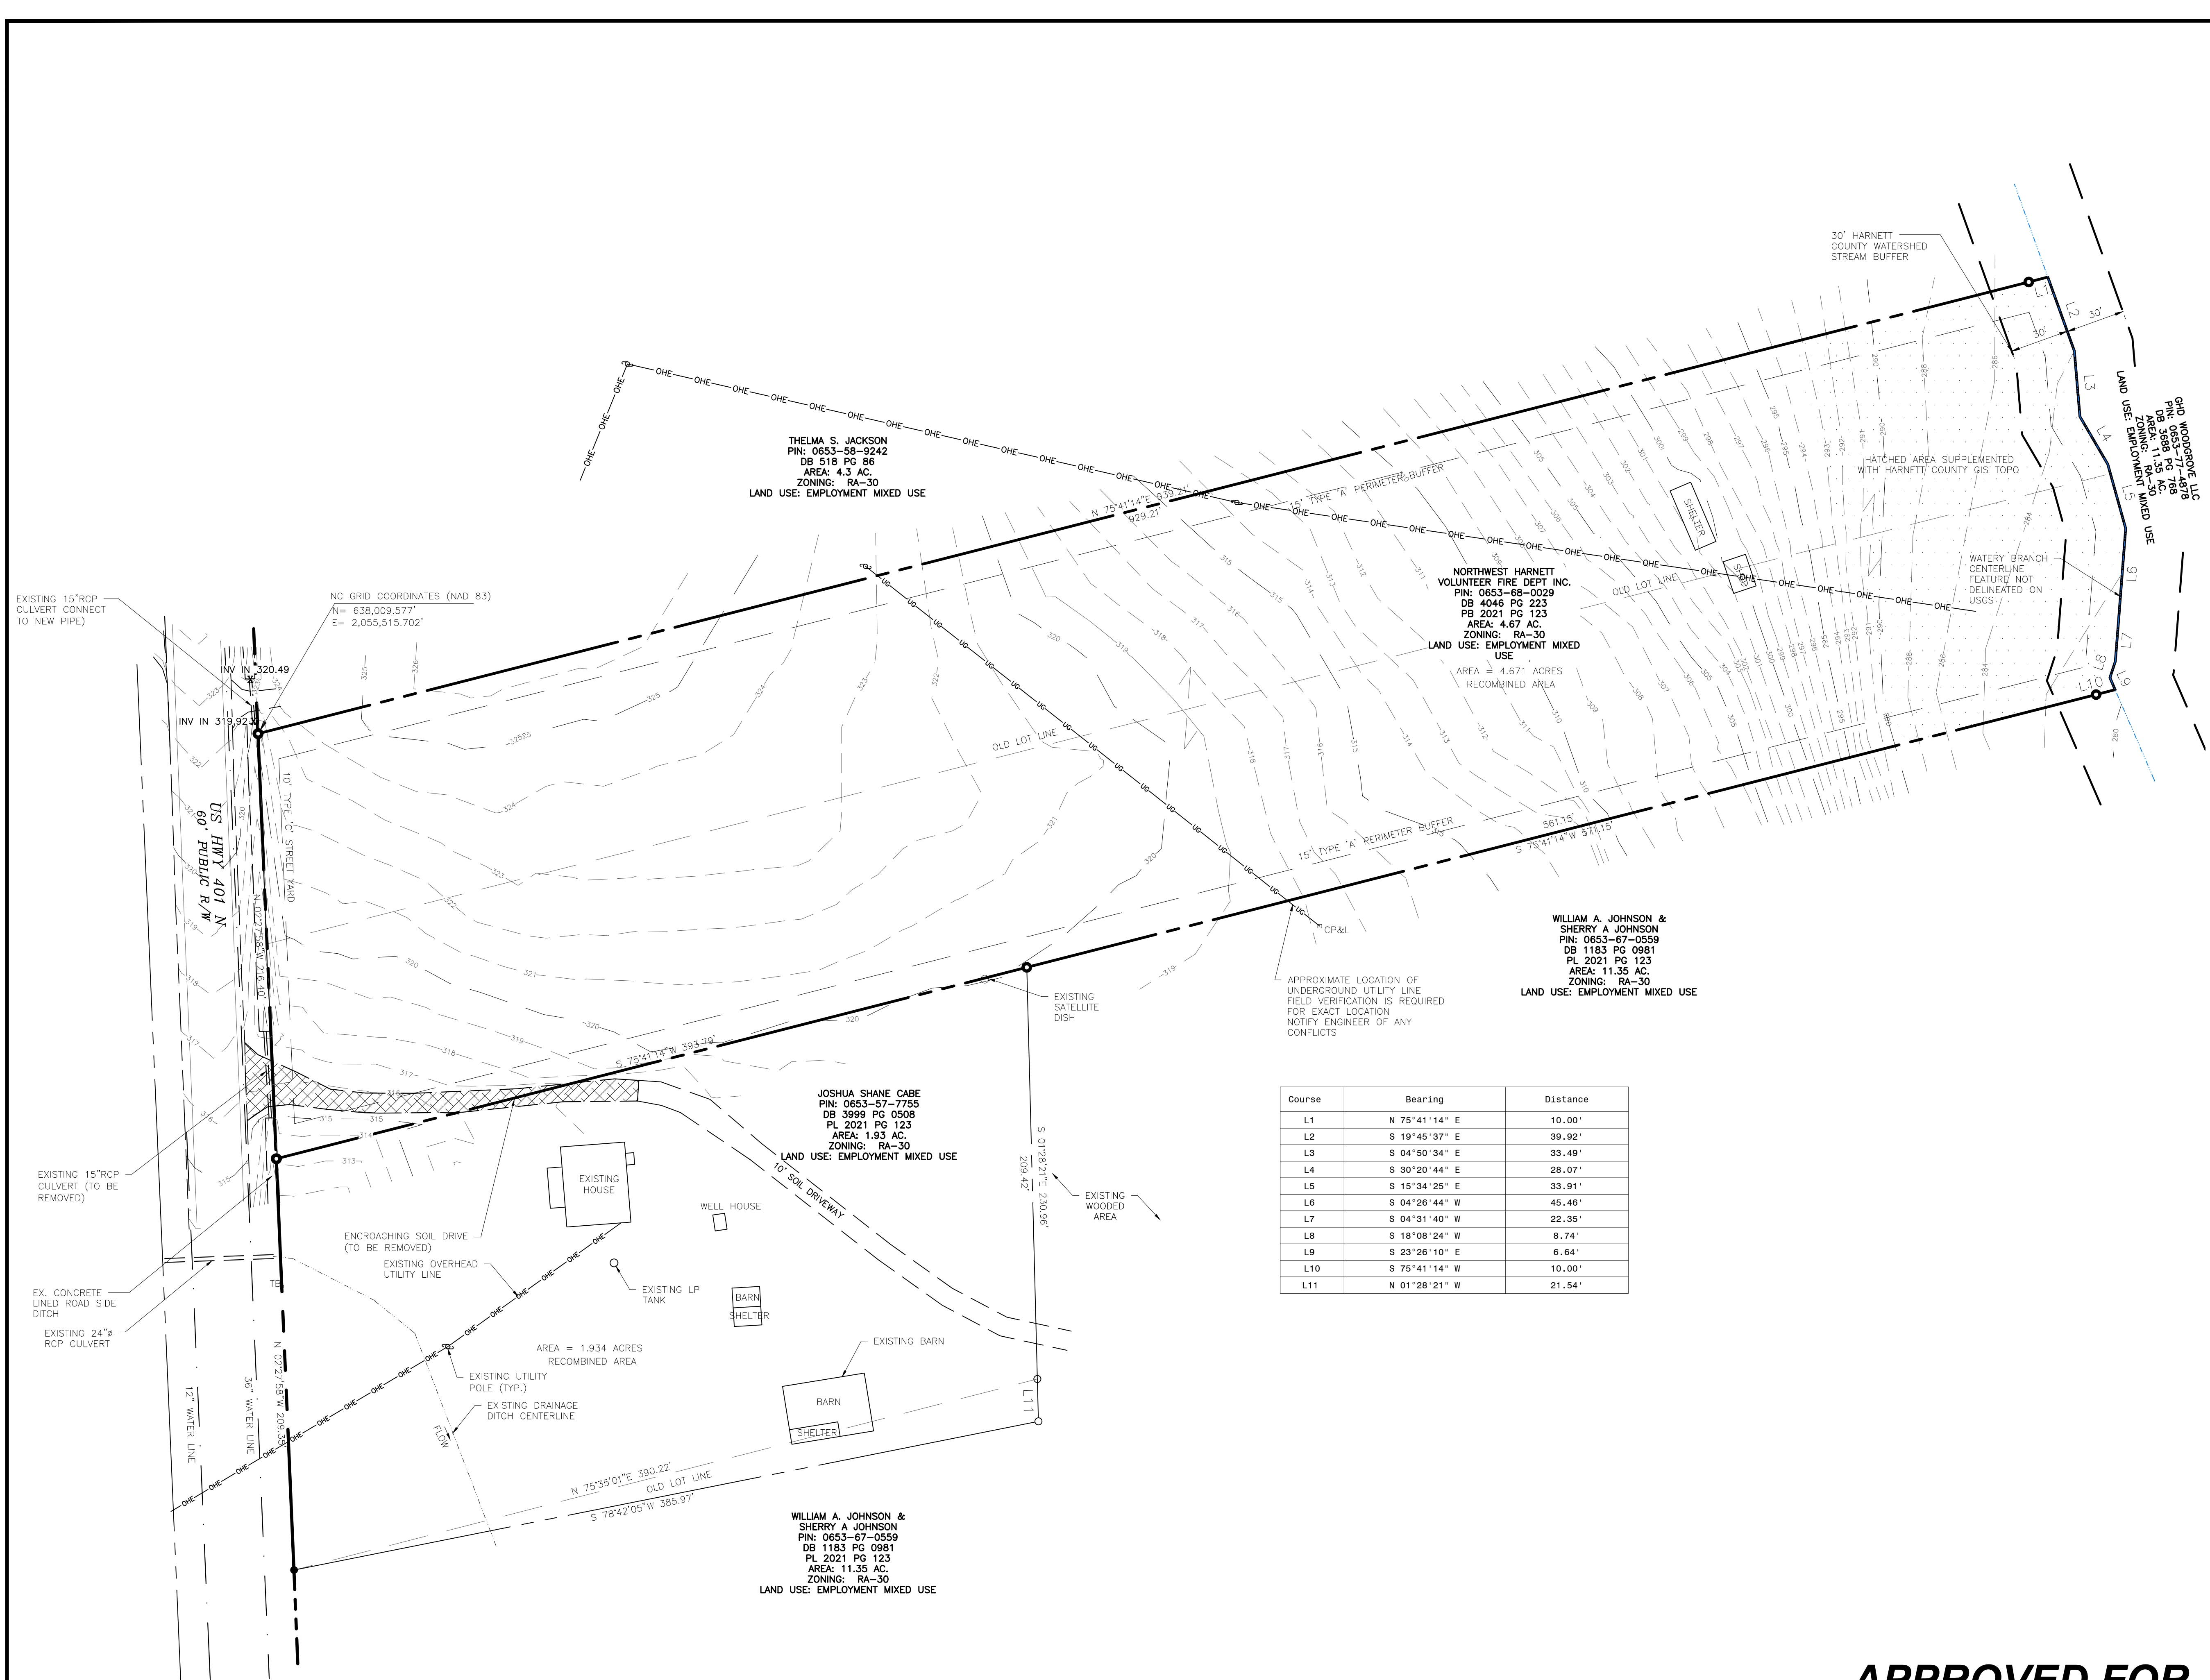 30' HARNETT
COUNTY WATERSHED
STREAM BUFFER
L1
L2
30'
30'
L3
L4
L5
L6
L7
L8
L9
L10
GHD WOODGROVE LLC
PIN: 0653-77-4878
DB 3688 PG 768
AREA: 11.35 AC.
ZONING: RA-30
LAND USE: EMPLOYMENT MIXED USE
HATCHED AREA SUPPLEMENTED
WITH HARNETT COUNTY GIS TOPO
WATERY BRANCH
CENTERLINE
FEATURE NOT
DELINEATED ON
USGS
THELMA S. JACKSON
PIN: 0653-58-9242
DB 518 PG 86
AREA: 4.3 AC.
ZONING: RA-30
LAND USE: EMPLOYMENT MIXED USE
N 75°41'14"E 939.21'
929.21'
15' TYPE 'A' PERIMETER BUFFER
SHELTER
SHED
OLD LOT LINE
NORTHWEST HARNETT
VOLUNTEER FIRE DEPT INC.
PIN: 0653-68-0029
DB 4046 PG 223
PB 2021 PG 123
AREA: 4.67 AC.
ZONING: RA-30
LAND USE: EMPLOYMENT MIXED
USE
AREA = 4.671 ACRES
RECOMBINED AREA
EXISTING 15"RCP
CULVERT CONNECT
TO NEW PIPE)
NC GRID COORDINATES (NAD 83)
N= 638,009.577'
E= 2,055,515.702'
INV IN 320.49
INV IN 319.92
US HWY 401 N
60' PUBLIC R/W
10' TYPE 'C' STREET YARD
N 02°27'58"W 216.40'
OLD LOT LINE
15' TYPE 'A' PERIMETER BUFFER
561.15'
S 75°41'14"W 571.15'
CP&L
APPROXIMATE LOCATION OF
UNDERGROUND UTILITY LINE
FIELD VERIFICATION IS REQUIRED
FOR EXACT LOCATION
NOTIFY ENGINEER OF ANY
CONFLICTS
WILLIAM A. JOHNSON &
SHERRY A JOHNSON
PIN: 0653-67-0559
DB 1183 PG 0981
PL 2021 PG 123
AREA: 11.35 AC.
ZONING: RA-30
LAND USE: EMPLOYMENT MIXED USE
EXISTING
SATELLITE
DISH
S 75°41'14"W 393.79'
JOSHUA SHANE CABE
PIN: 0653-57-7755
DB 3999 PG 0508
PL 2021 PG 123
AREA: 1.93 AC.
ZONING: RA-30
LAND USE: EMPLOYMENT MIXED USE
S 01°28'21"E 230.96'
209.42'
EXISTING
WOODED
AREA
Course Bearing Distance
L1 N 75°41'14" E 10.00'
L2 S 19°45'37" E 39.92'
L3 S 04°50'34" E 33.49'
L4 S 30°20'44" E 28.07'
L5 S 15°34'25" E 33.91'
L6 S 04°26'44" W 45.46'
L7 S 04°31'40" W 22.35'
L8 S 18°08'24" W 8.74'
L9 S 23°26'10" E 6.64'
L10 S 75°41'14" W 10.00'
L11 N 01°28'21" W 21.54'
EXISTING 15"RCP
CULVERT (TO BE
REMOVED)
EX. CONCRETE
LINED ROAD SIDE
DITCH
EXISTING 24"ø
RCP CULVERT
TB
ENCROACHING SOIL DRIVE
(TO BE REMOVED)
EXISTING OVERHEAD
UTILITY LINE
EXISTING
HOUSE
WELL HOUSE
10' SOIL DRIVEWAY
EXISTING LP
TANK
BARN
SHELTER
EXISTING BARN
AREA = 1.934 ACRES
RECOMBINED AREA
EXISTING UTILITY
POLE (TYP.)
EXISTING DRAINAGE
DITCH CENTERLINE
FLOW
BARN
SHELTER
L11
N 02°27'58"W 209.35'
12" WATER LINE
36" WATER LINE
N 75°35'01"E 390.22'
OLD LOT LINE
S 78°42'05"W 385.97'
WILLIAM A. JOHNSON &
SHERRY A JOHNSON
PIN: 0653-67-0559
DB 1183 PG 0981
PL 2021 PG 123
AREA: 11.35 AC.
ZONING: RA-30
LAND USE: EMPLOYMENT MIXED USE
APPROVED FOR